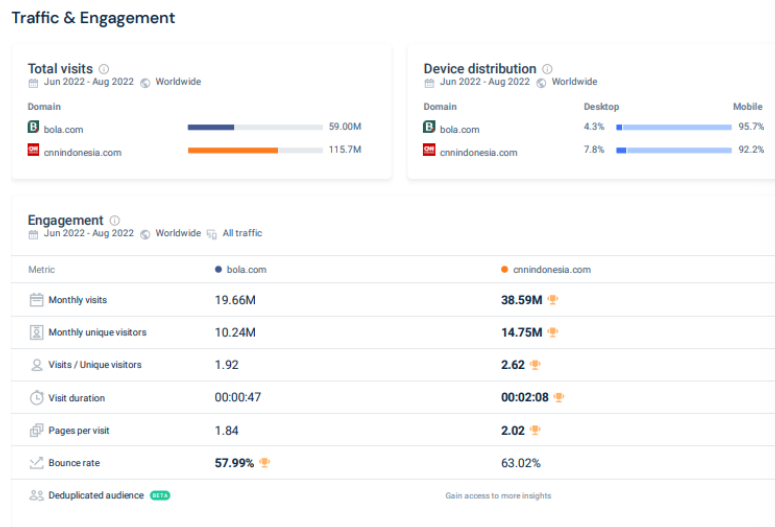 Traffic & Engagement
Total visits
Jun 2022 - Aug 2022 Worldwide
Domain
bola.com 59.00M
cnnindonesia.com 115.7M
Device distribution
Jun 2022 - Aug 2022 Worldwide
Domain Desktop Mobile
bola.com 4.3% 95.7%
cnnindonesia.com 7.8% 92.2%
Engagement
Jun 2022 - Aug 2022 Worldwide All traffic
Metric bola.com cnnindonesia.com
Monthly visits 19.66M 38.59M
Monthly unique visitors 10.24M 14.75M
Visits / Unique visitors 1.92 2.62
Visit duration 00:00:47 00:02:08
Pages per visit 1.84 2.02
Bounce rate 57.99% 63.02%
Deduplicated audience BETA Gain access to more insights